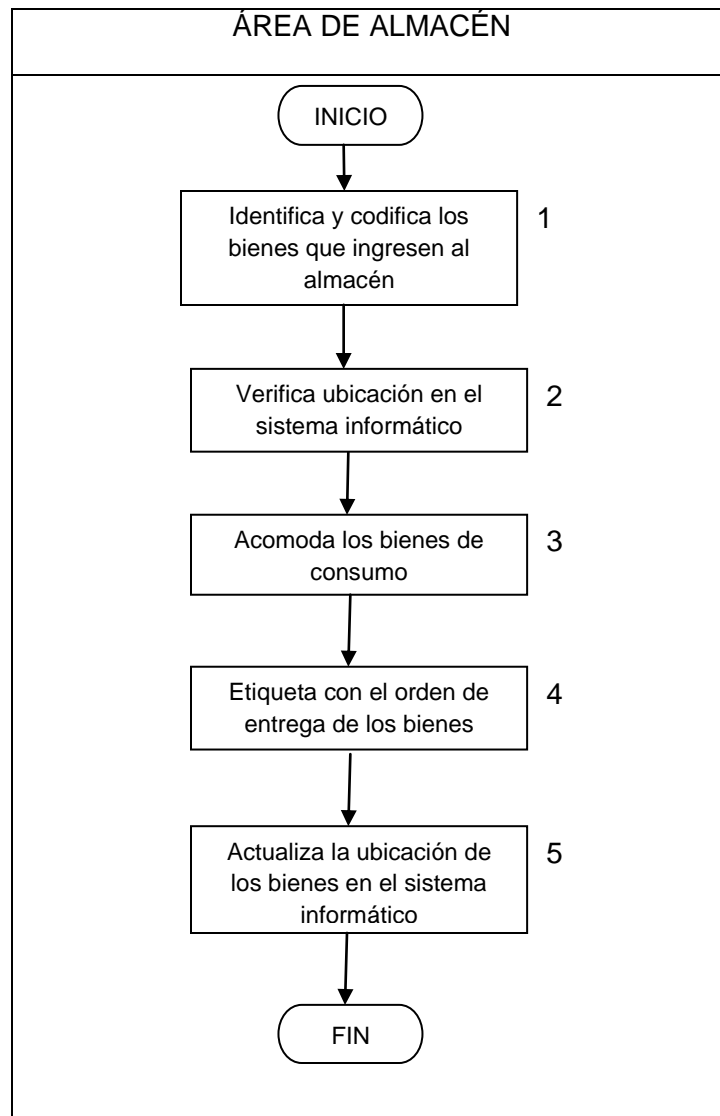 ÁREA DE ALMACÉN
INICIO
Identifica y codifica los
bienes que ingresen al
almacén
1
Verifica ubicación en el
sistema informático
2
Acomoda los bienes de
consumo
3
Etiqueta con el orden de
entrega de los bienes
4
Actualiza la ubicación de
los bienes en el sistema
informático
5
FIN